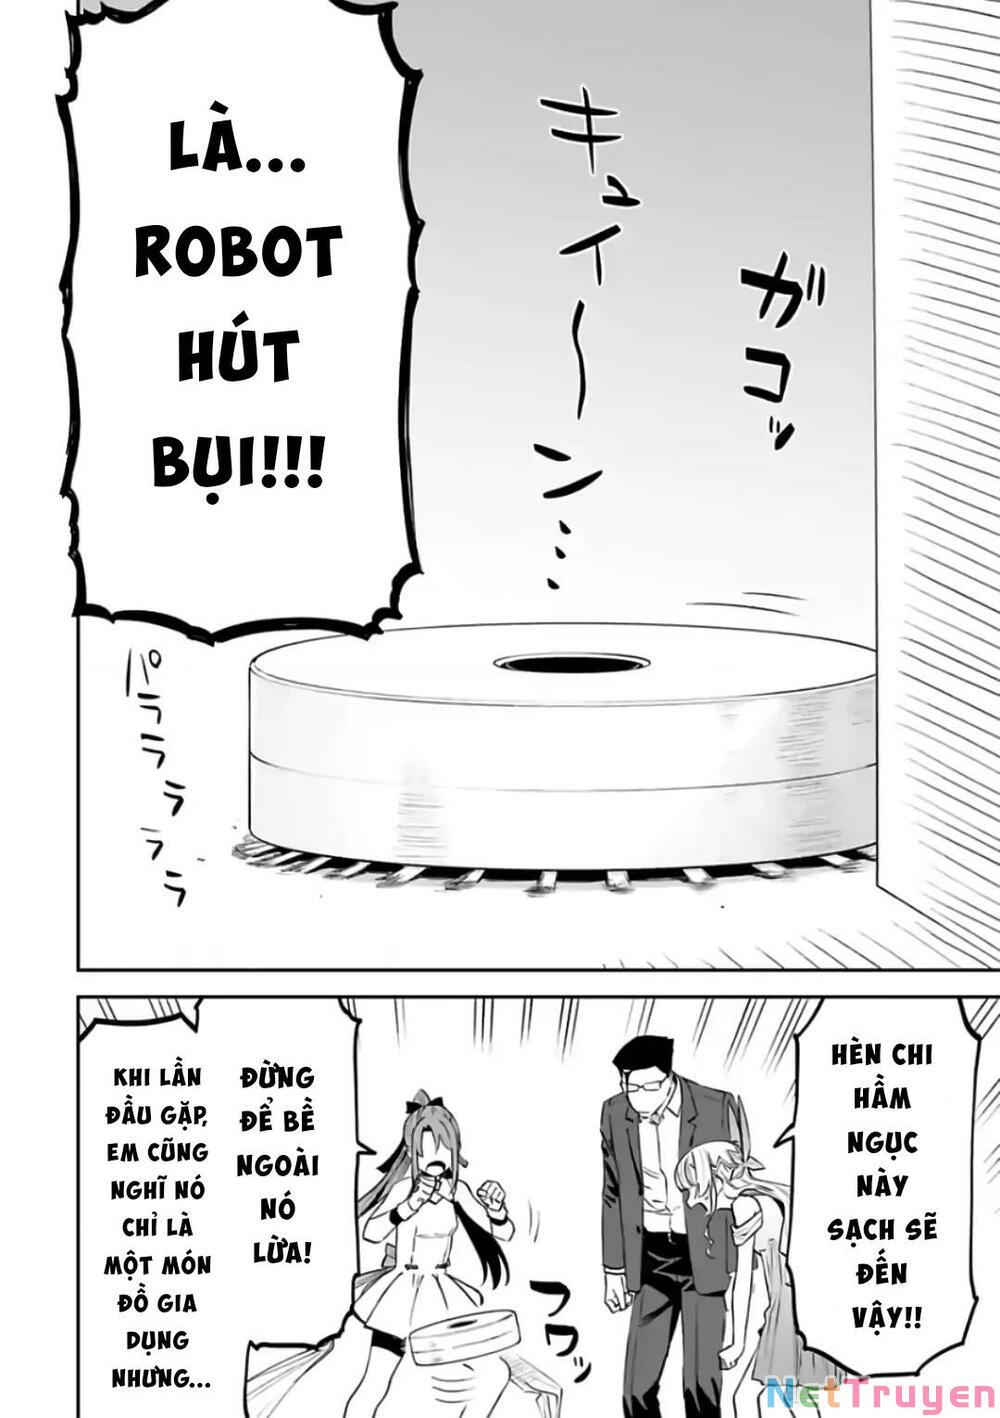 LÀ...
ROBOT
HÚT
BỤI!!!
キュイ～ン...
ガコッ
パラララララ
HÈN CHI
HẦM
NGỤC
NÀY
SẠCH SẼ
ĐẾN
VẬY!!
ĐỪNG
ĐỂ BỀ
NGOÀI
NÓ
LỪA!
KHI LẦN
ĐẦU GẶP,
EM CŨNG
NGHĨ NÓ
CHỈ LÀ
MỘT MÓN
ĐỒ GIA
DỤNG
NHƯNG...
フワッ
NetTruyen